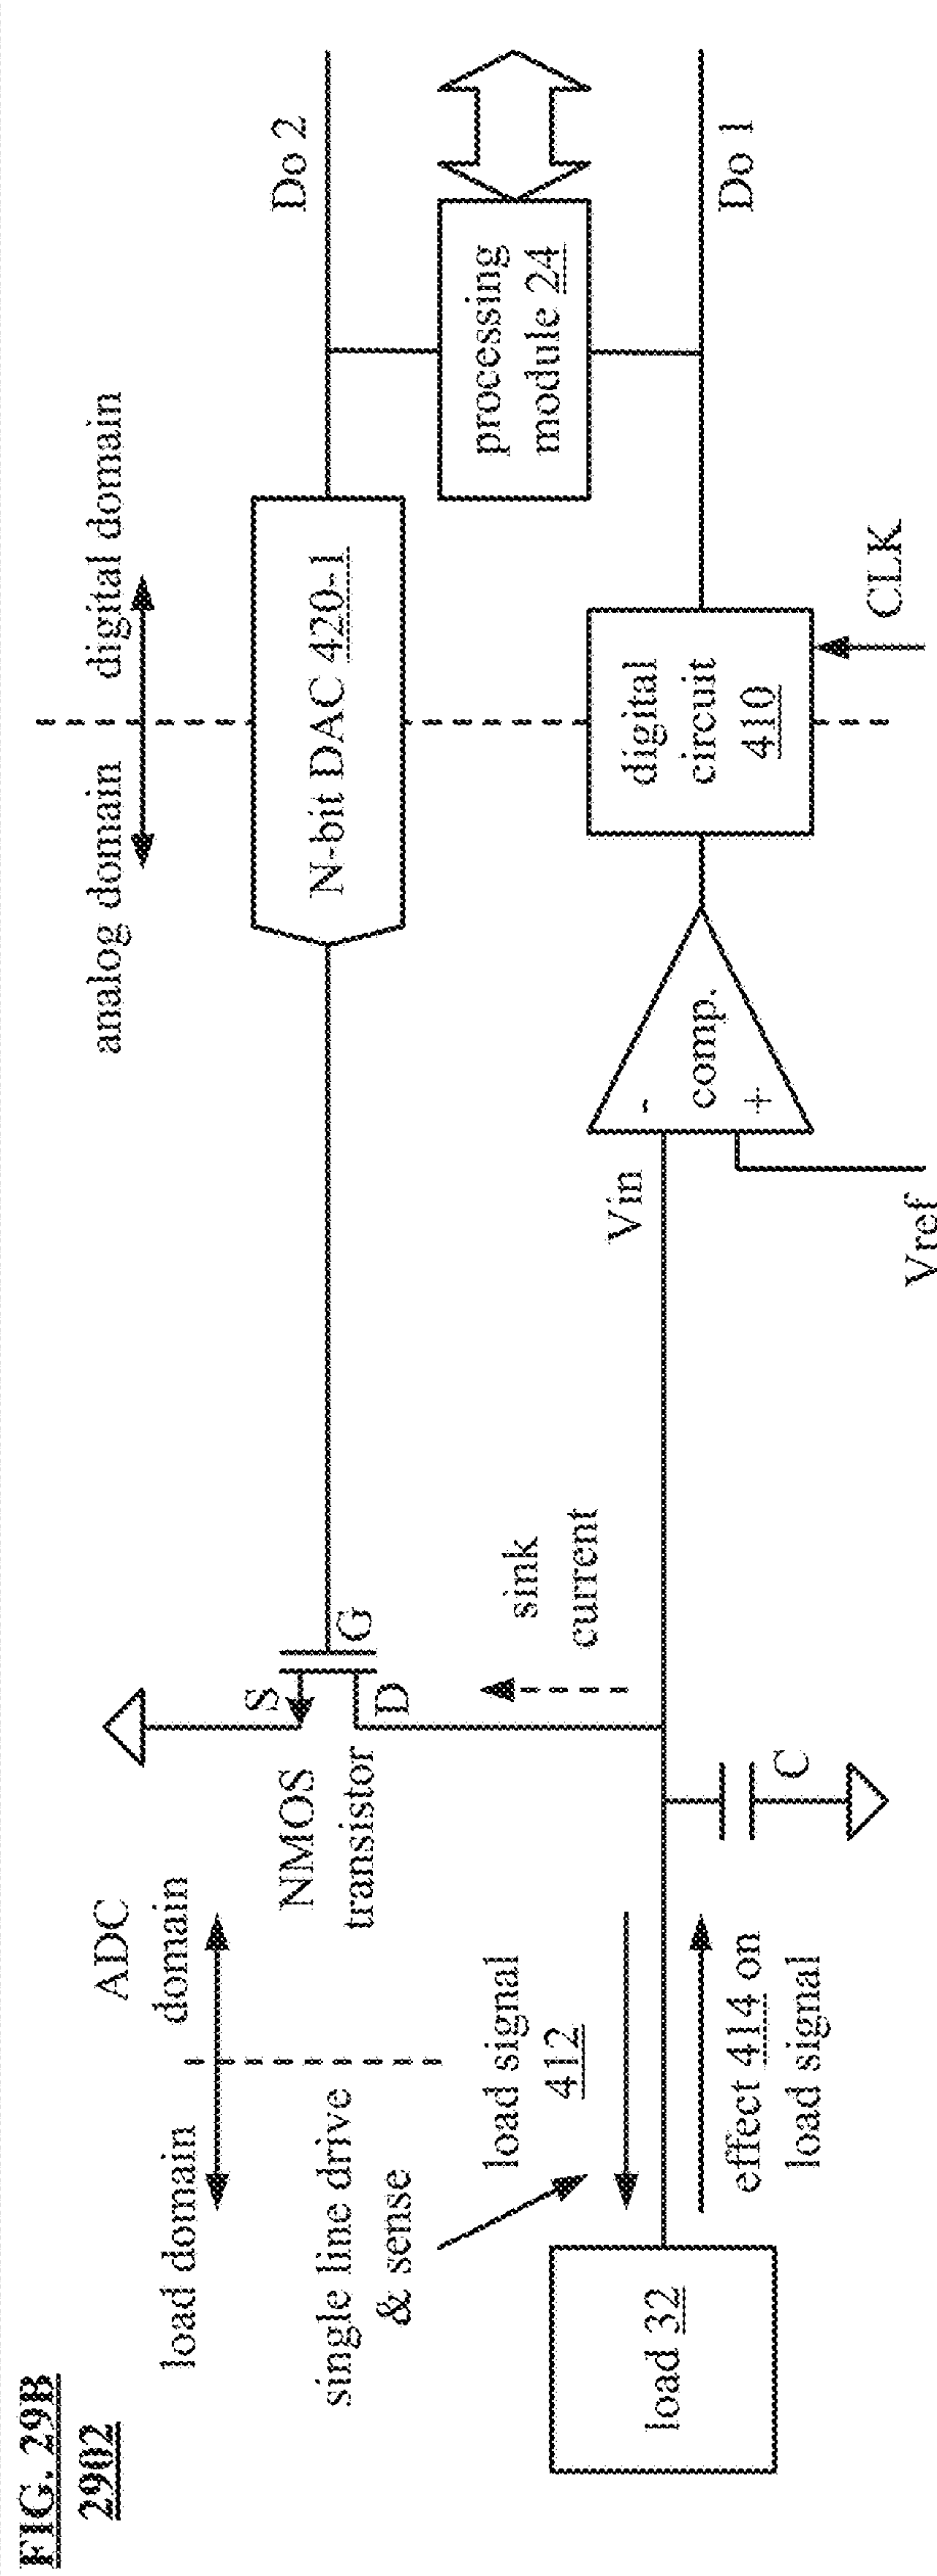 FIG. 29B
2902
load domain
ADC
domain
analog domain
digital domain
single line drive
& sense
NMOS
transistor
S
G
D
N-bit DAC 420-1
Do 2
load signal
412
sink
current
processing
module 24
load 32
effect 414 on
load signal
C
Vin
Vref
-
comp.
+
digital
circuit
410
CLK
Do 1